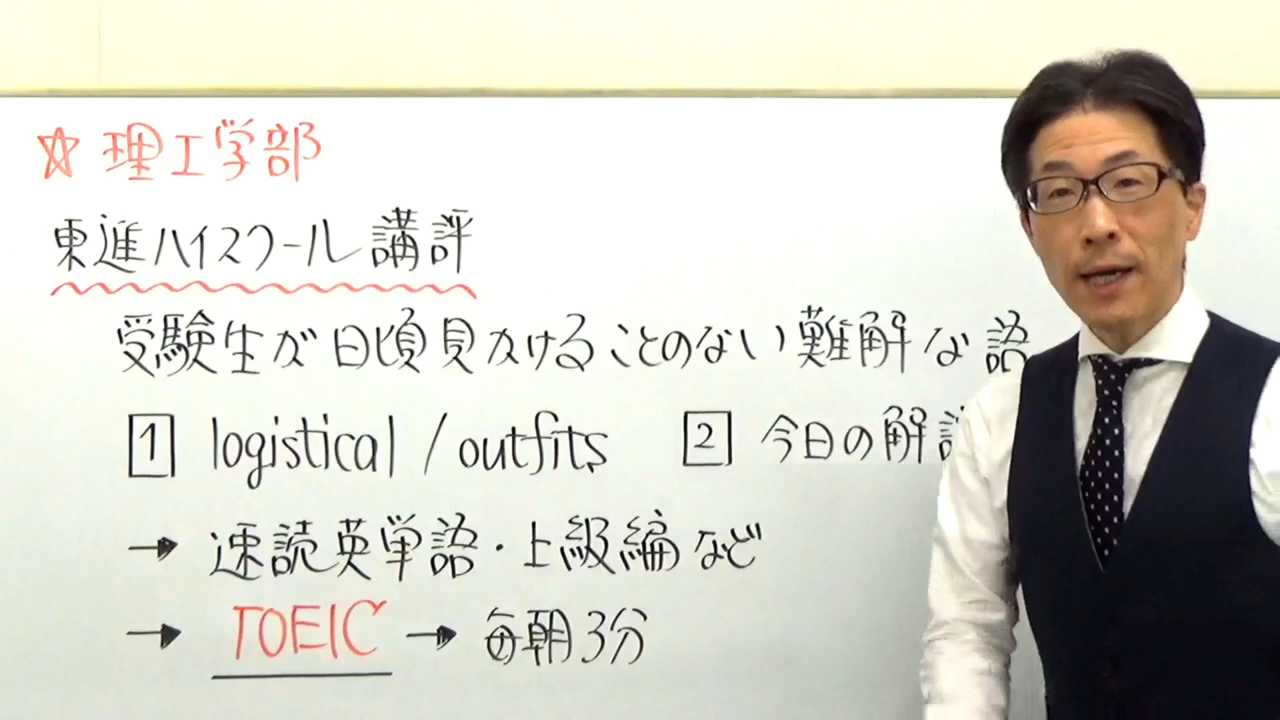 ☆ 理工学部
東進ハイスクール講評
受験生が日頃見かけることのない難解な語
1 logistical / outfits 2 今日の解
→ 速読英単語・上級編など
→ TOEIC → 毎朝3分